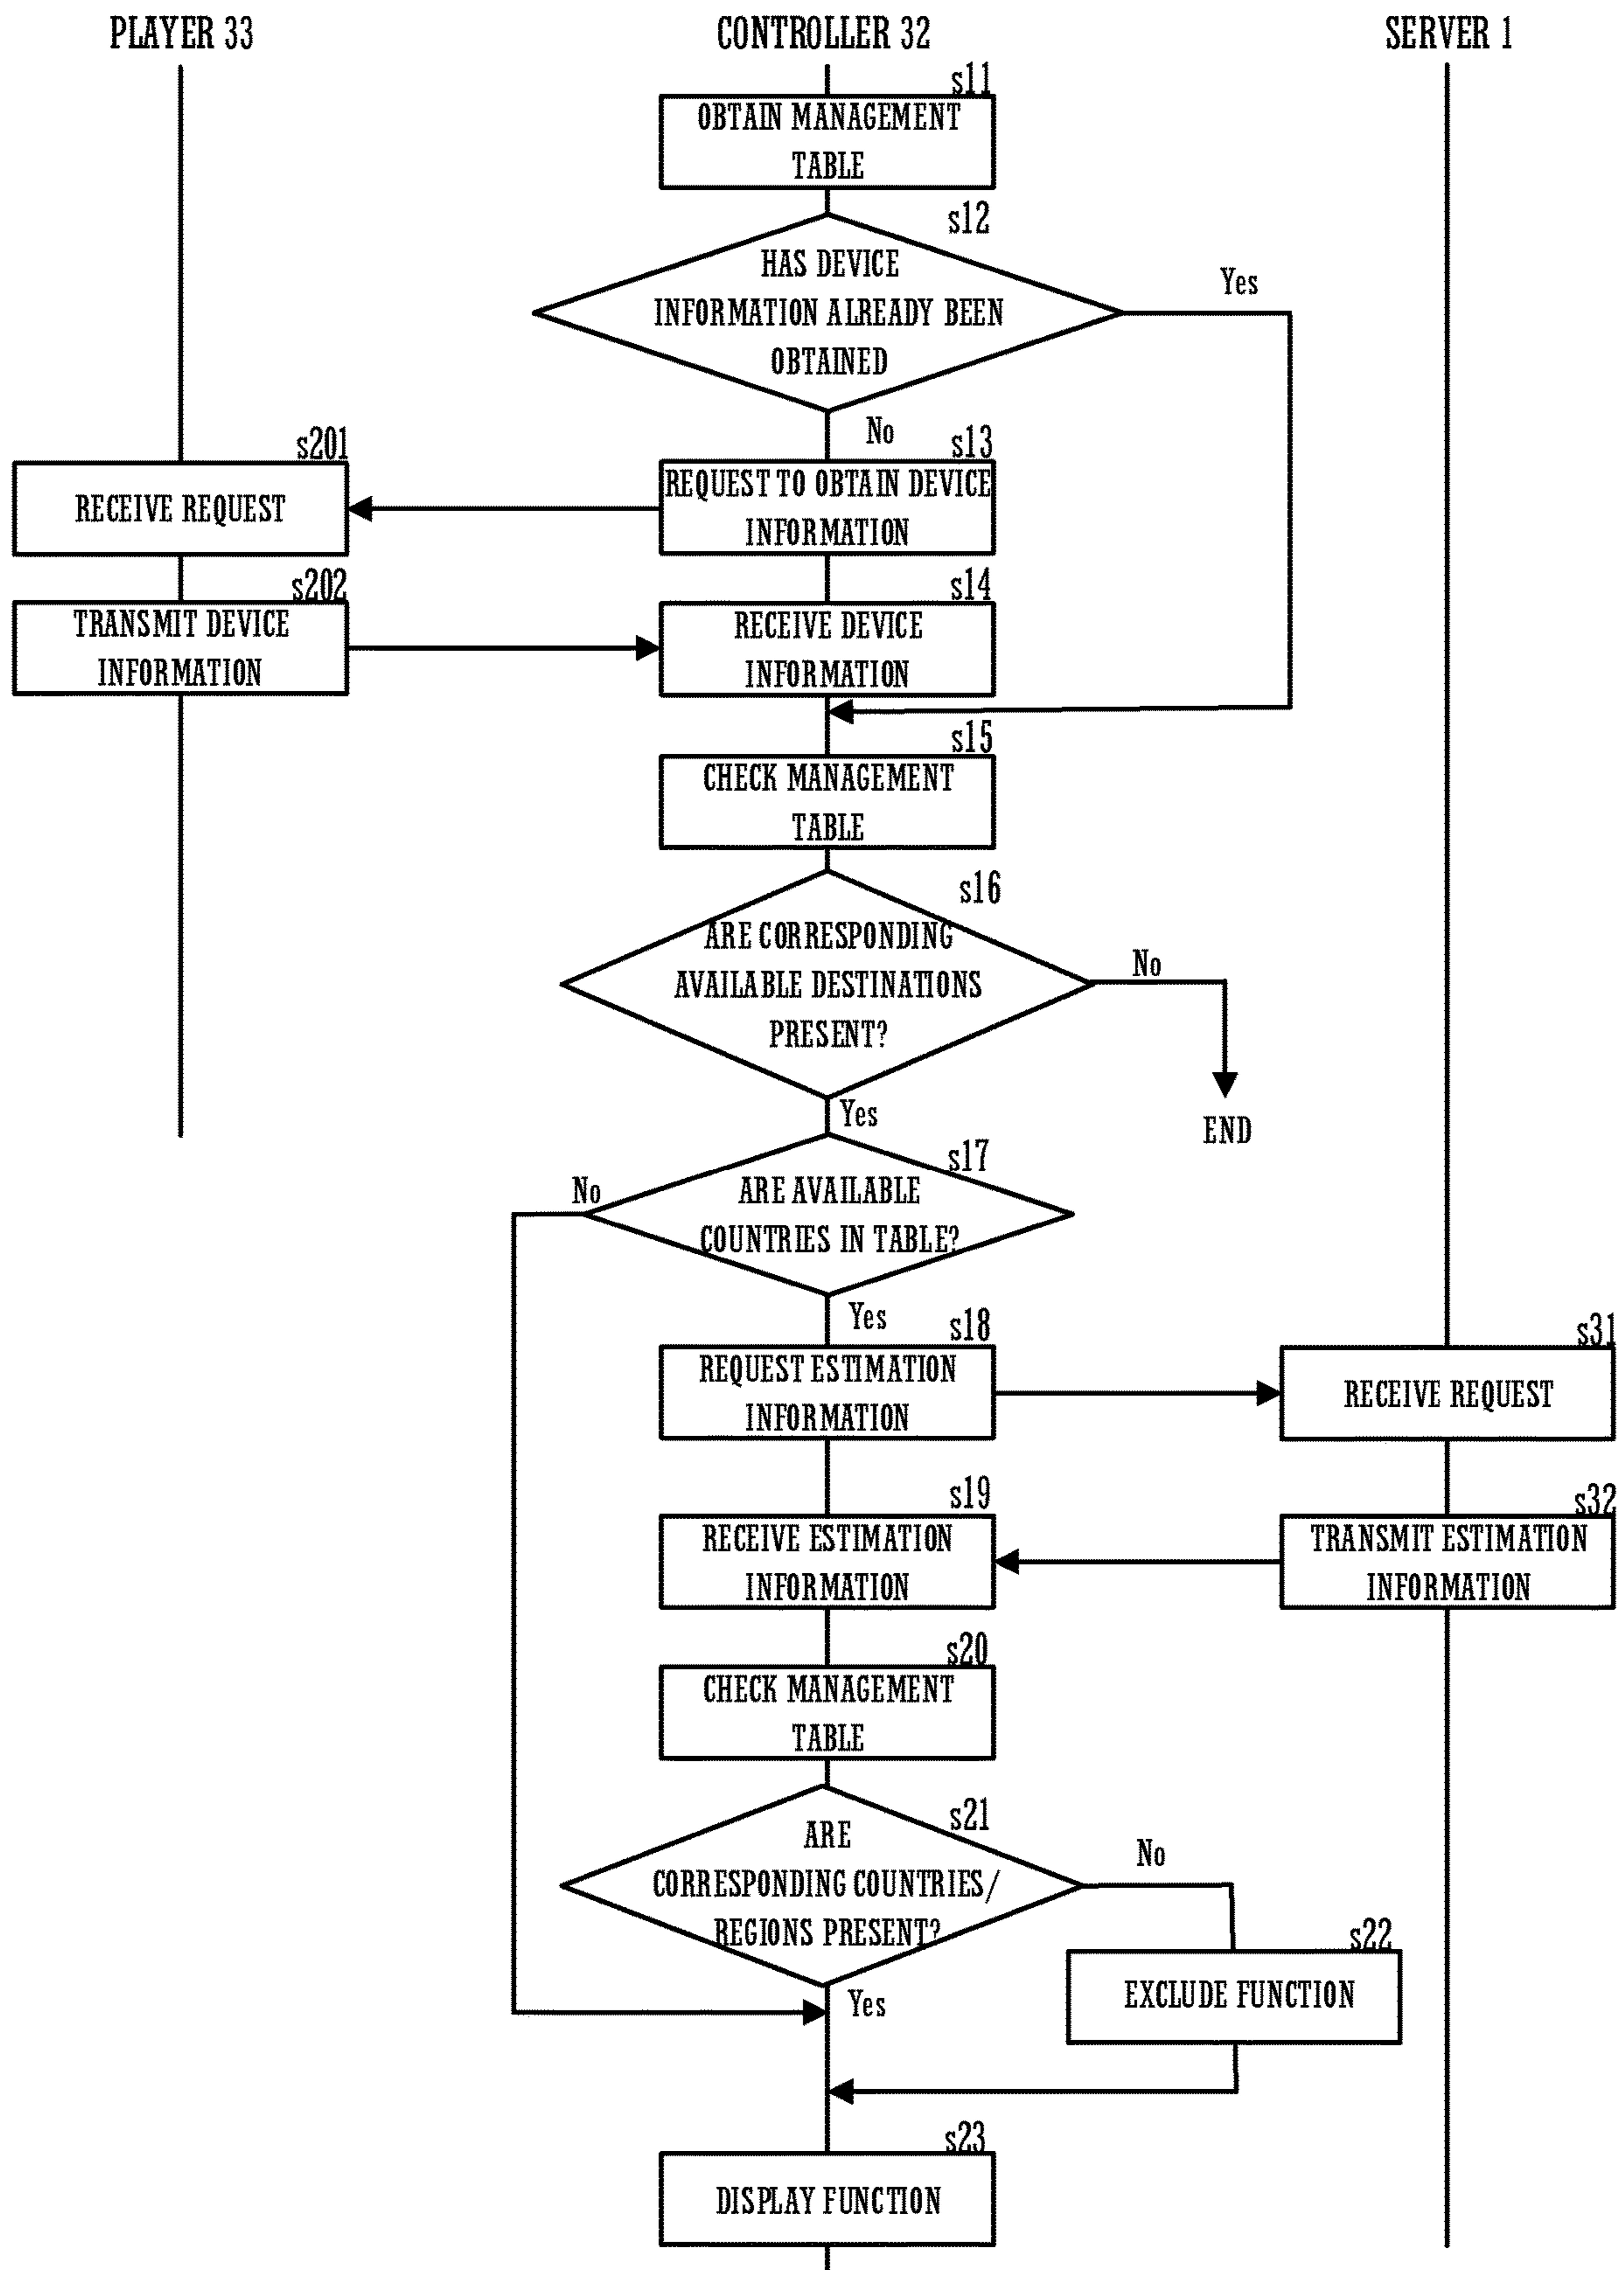 PLAYER 33
CONTROLLER 32
SERVER 1
s11
OBTAIN MANAGEMENT
TABLE
s12
HAS DEVICE
INFORMATION ALREADY BEEN
OBTAINED
Yes
No
s201
RECEIVE REQUEST
s13
REQUEST TO OBTAIN DEVICE
INFORMATION
s202
TRANSMIT DEVICE
INFORMATION
s14
RECEIVE DEVICE
INFORMATION
s15
CHECK MANAGEMENT
TABLE
s16
ARE CORRESPONDING
AVAILABLE DESTINATIONS
PRESENT?
No
END
Yes
s17
ARE AVAILABLE
COUNTRIES IN TABLE?
No
Yes
s18
REQUEST ESTIMATION
INFORMATION
s31
RECEIVE REQUEST
s19
RECEIVE ESTIMATION
INFORMATION
s32
TRANSMIT ESTIMATION
INFORMATION
s20
CHECK MANAGEMENT
TABLE
s21
ARE
CORRESPONDING COUNTRIES/
REGIONS PRESENT?
No
s22
EXCLUDE FUNCTION
Yes
s23
DISPLAY FUNCTION